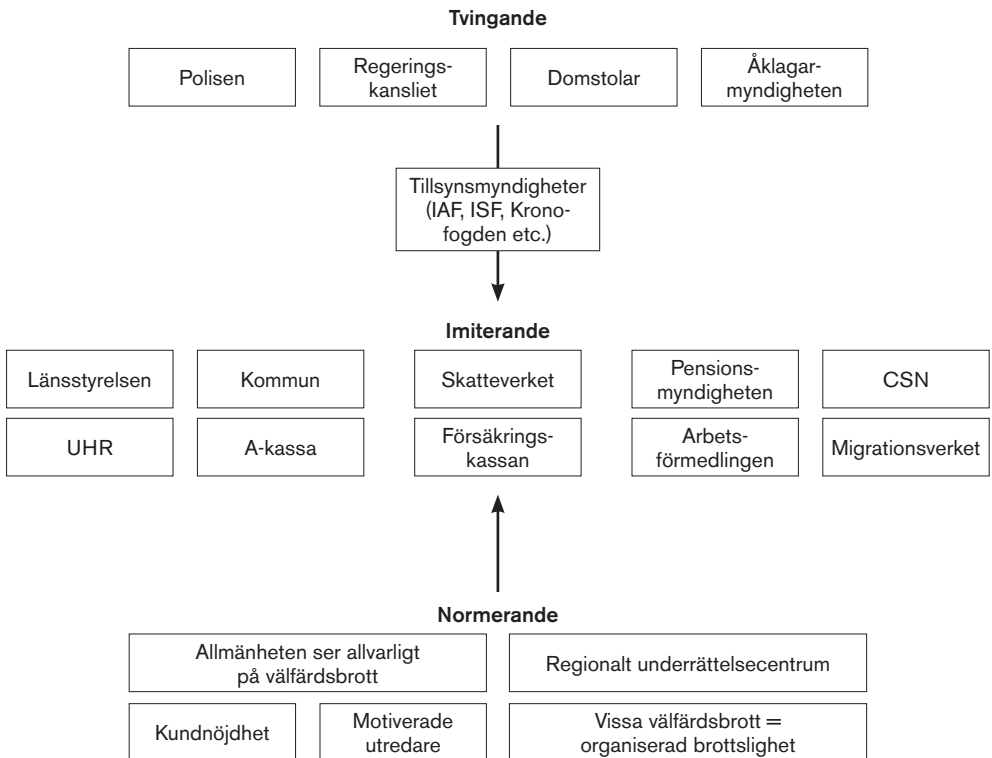 Tvingande
Polisen
Regerings-
kansliet
Domstolar
Åklagar-
myndigheten
Tillsynsmyndigheter
(IAF, ISF, Krono-
fogden etc.)
Imiterande
Länsstyrelsen
Kommun
Skatteverket
Pensions-
myndigheten
CSN
UHR
A-kassa
Försäkrings-
kassan
Arbets-
förmedlingen
Migrationsverket
Normerande
Allmänheten ser allvarligt
på välfärdsbrott
Regionalt underrättelsecentrum
Kundnöjdhet
Motiverade
utredare
Vissa välfärdsbrott =
organiserad brottslighet